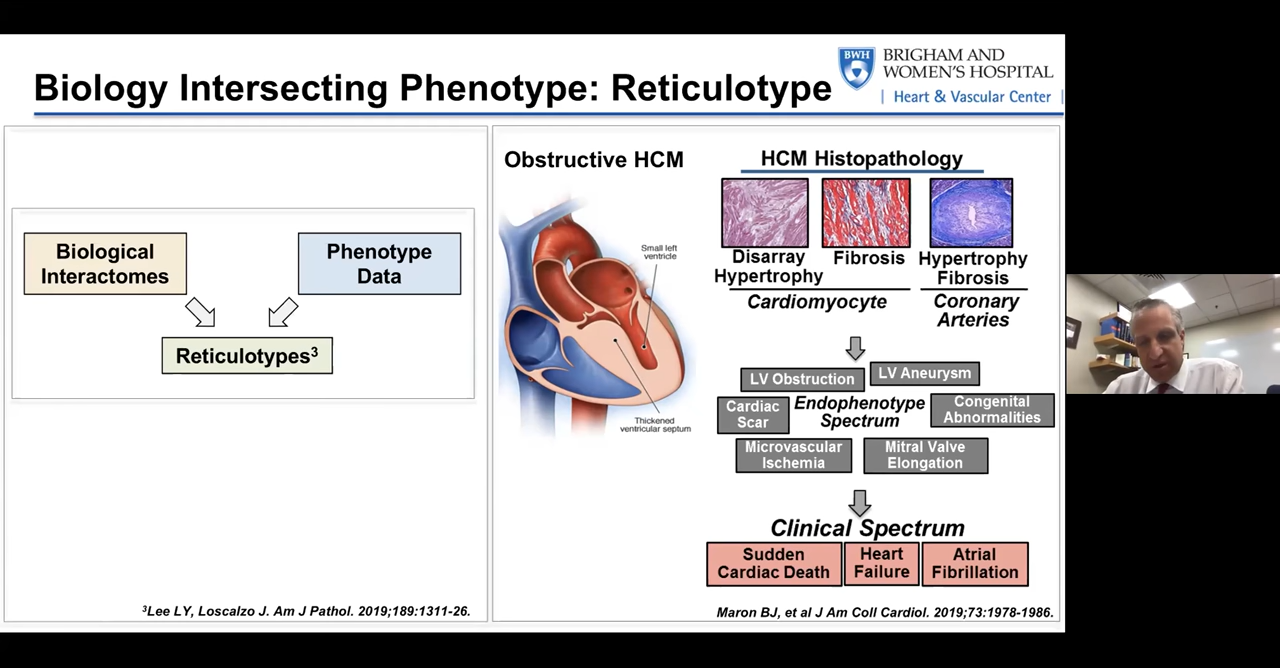 Biology Intersecting Phenotype: Reticulotype
BWH
BRIGHAM AND
WOMEN'S HOSPITAL
Heart & Vascular Center
Biological
Interactomes
Phenotype
Data
Reticulotypes³
³Lee LY, Loscalzo J. Am J Pathol. 2019;189:1311-26.
Obstructive HCM
Small left
ventricle
Thickened
ventricular septum
HCM Histopathology
Disarray
Hypertrophy
Fibrosis
Hypertrophy
Fibrosis
Cardiomyocyte
Coronary
Arteries
LV Obstruction
LV Aneurysm
Cardiac
Scar
Endophenotype
Spectrum
Congenital
Abnormalities
Microvascular
Ischemia
Mitral Valve
Elongation
Clinical Spectrum
Sudden
Cardiac Death
Heart
Failure
Atrial
Fibrillation
Maron BJ, et al J Am Coll Cardiol. 2019;73:1978-1986.